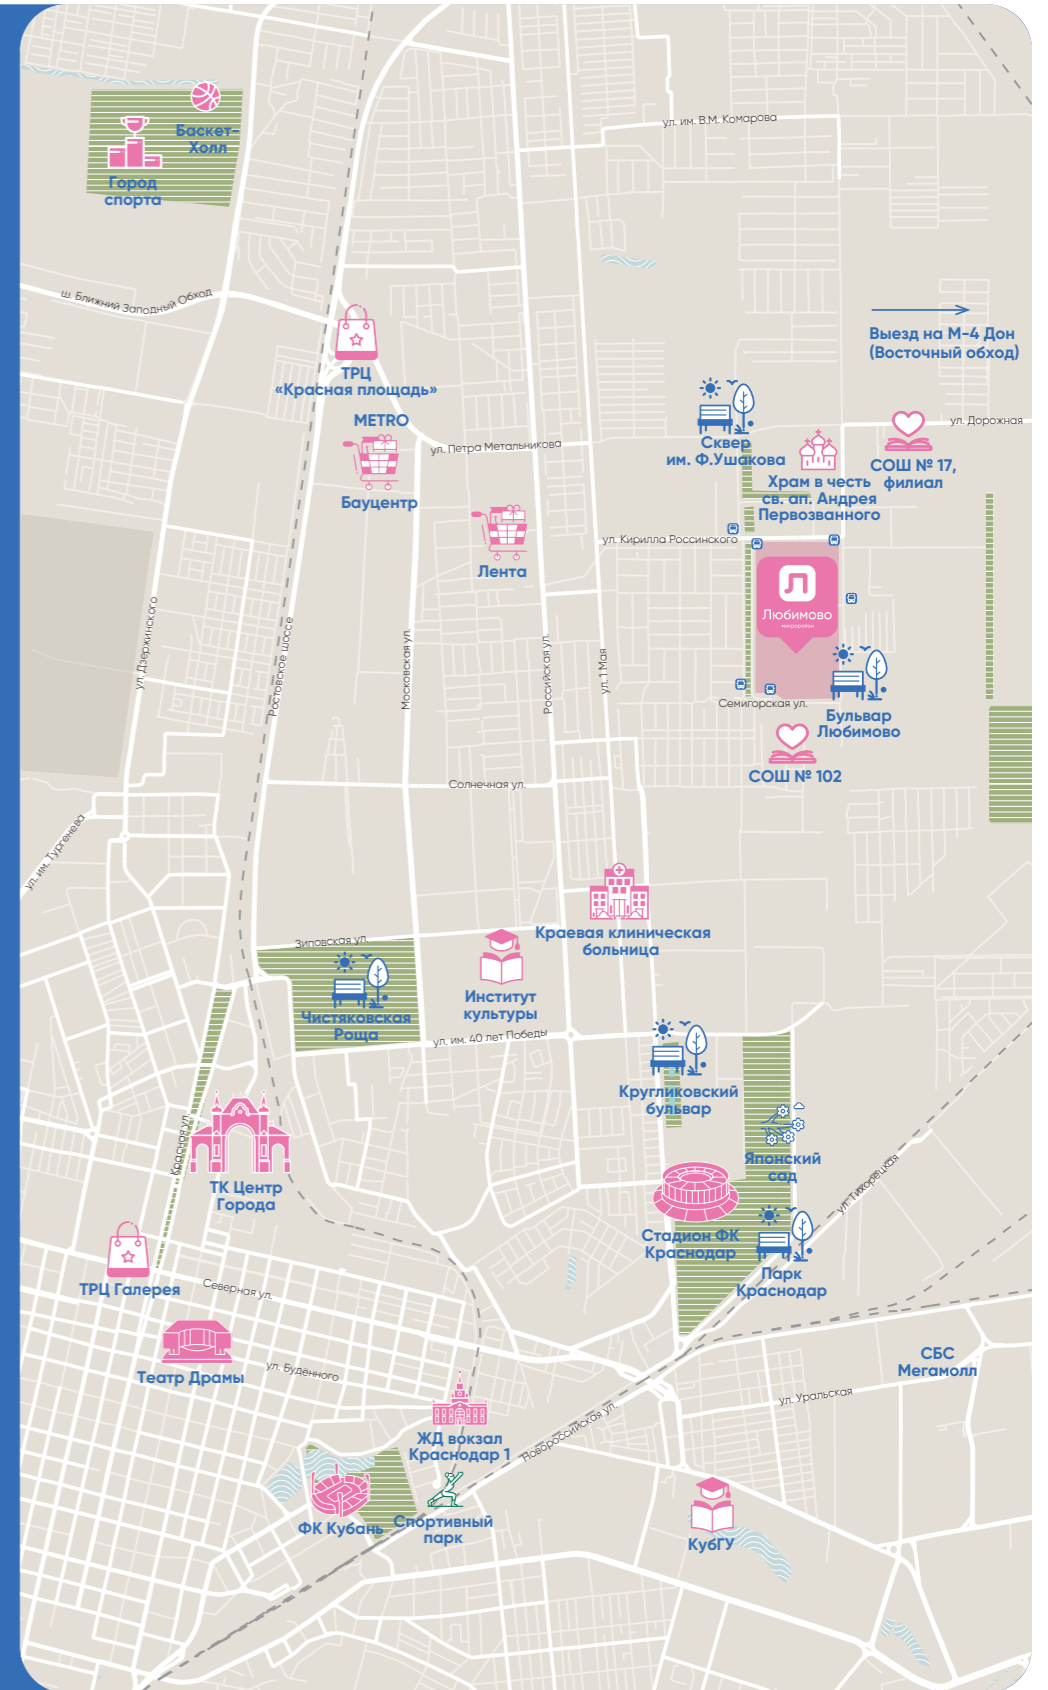 ул. им. В.М. Комарова
Баскет-
Холл
Город
спорта
ш. Ближний Западный Обход
Выезд на М-4 Дон
(Восточный обход)
ТРЦ
«Красная площадь»
METRO
Бауцентр
ул. Петра Метальникова
Лента
Сквер
им. Ф.Ушакова
ул. Дорожная
СОШ № 17,
филиал
Храм в честь
св. ап. Андрея
Первозванного
ул. Кирилла Россинского
Любимово
микрорайон
ул. Дзержинского
Ростовское шоссе
Московская ул.
Российская ул.
ул. 1 Мая
Семигорская ул.
Бульвар
Любимово
СОШ № 102
Солнечная ул.
ул. им. Тургенева
Краевая клиническая
больница
Зиповская ул.
Чистяковская
Роща
Институт
культуры
ул. им. 40 лет Победы
Кругликовский
бульвар
Японский
сад
Красная ул.
ТК Центр
Города
ул. Тихорецкая
Стадион ФК
Краснодар
Парк
Краснодар
ТРЦ Галерея
Северная ул.
Театр Драмы
ул. Будённого
СБС
Мегамолл
ул. Уральская
ЖД вокзал
Краснодар 1
Новороссийская ул.
ФК Кубань
Спортивный
парк
КубГУ